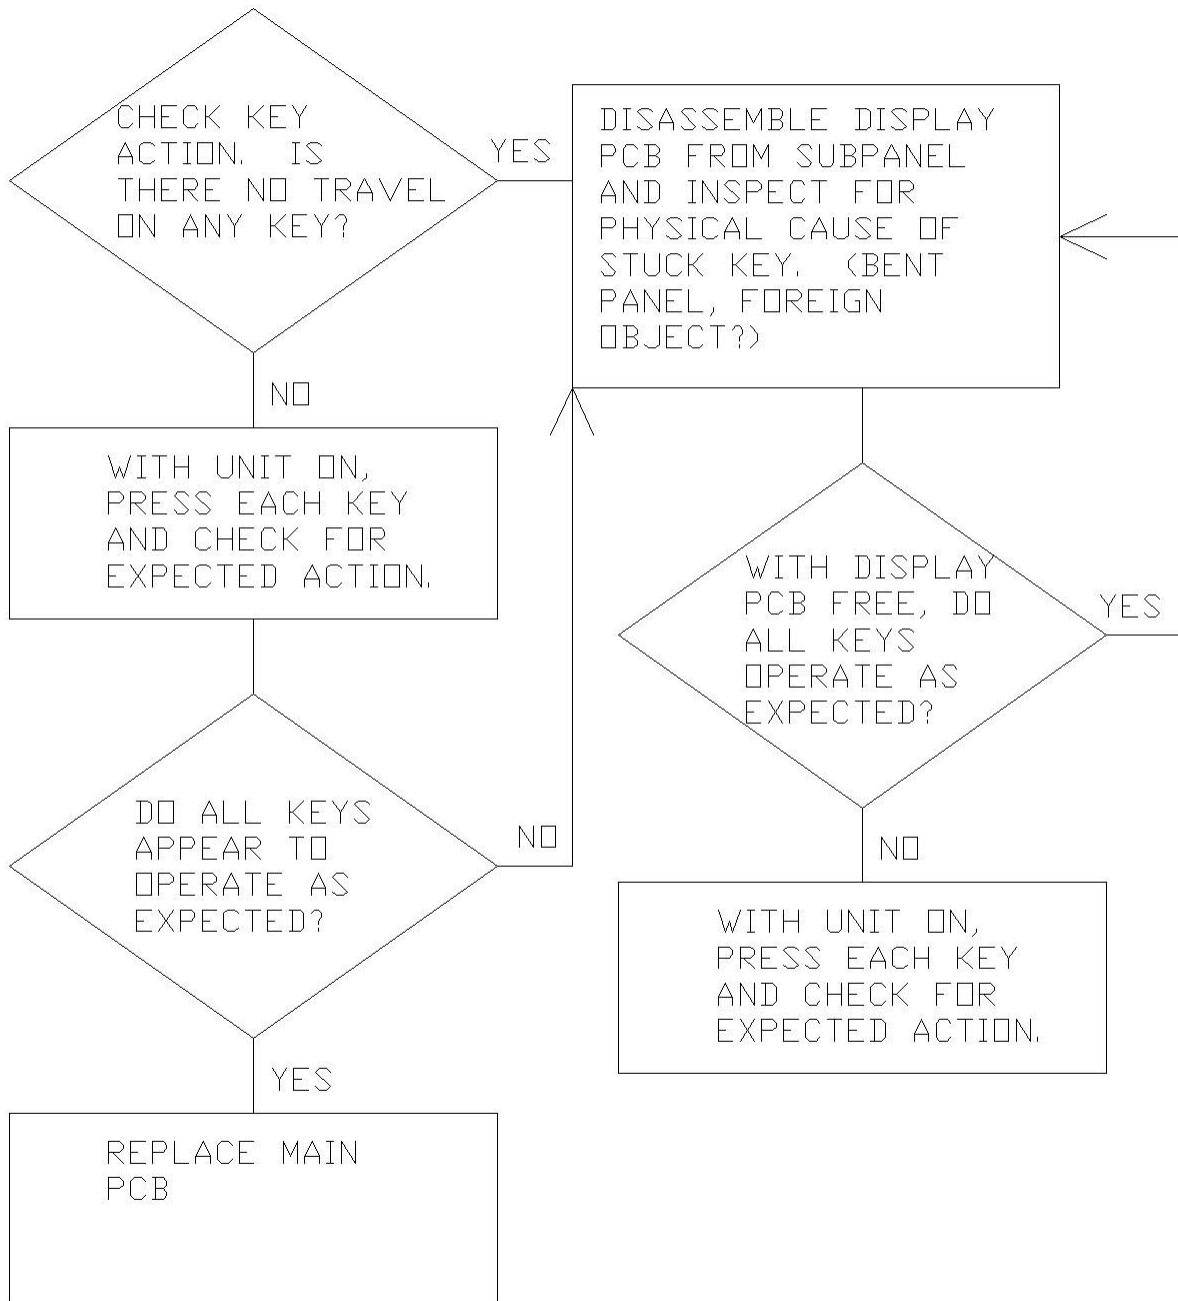 CHECK KEY
ACTION. IS
THERE NO TRAVEL
ON ANY KEY?
YES
DISASSEMBLE DISPLAY
PCB FROM SUBPANEL
AND INSPECT FOR
PHYSICAL CAUSE OF
STUCK KEY. (BENT
PANEL, FOREIGN
OBJECT?)
NO
WITH UNIT ON,
PRESS EACH KEY
AND CHECK FOR
EXPECTED ACTION.
WITH DISPLAY
PCB FREE, DO
ALL KEYS
OPERATE AS
EXPECTED?
YES
DO ALL KEYS
APPEAR TO
OPERATE AS
EXPECTED?
NO
NO
WITH UNIT ON,
PRESS EACH KEY
AND CHECK FOR
EXPECTED ACTION.
YES
REPLACE MAIN
PCB